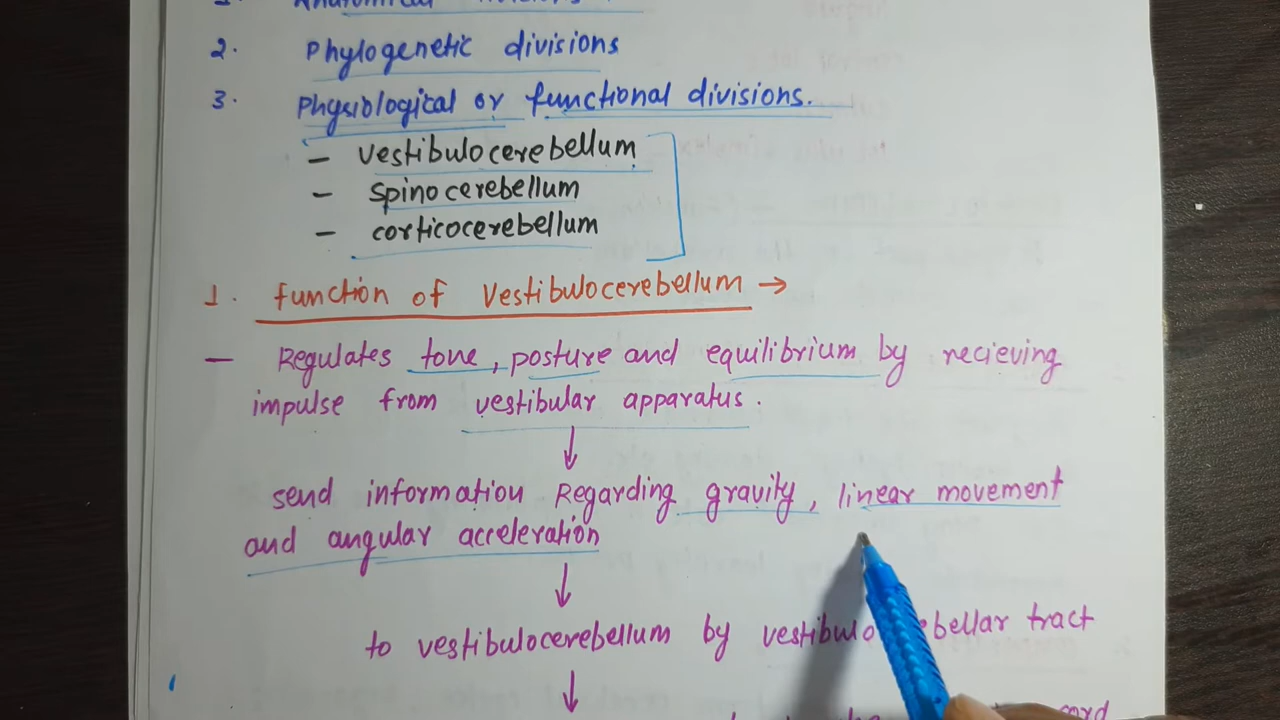 2. Phylogenetic divisions
3. Physiological or functional divisions.
- Vestibulocerebellum
- spinocerebellum
- corticocerebellum
1. function of Vestibulocerebellum →
- Regulates tone, posture and equilibrium by recieving
impulse from vestibular apparatus.
↓
send information Regarding gravity, linear movement
and angular acceleration
↓
to vestibulocerebellum by tract
↓